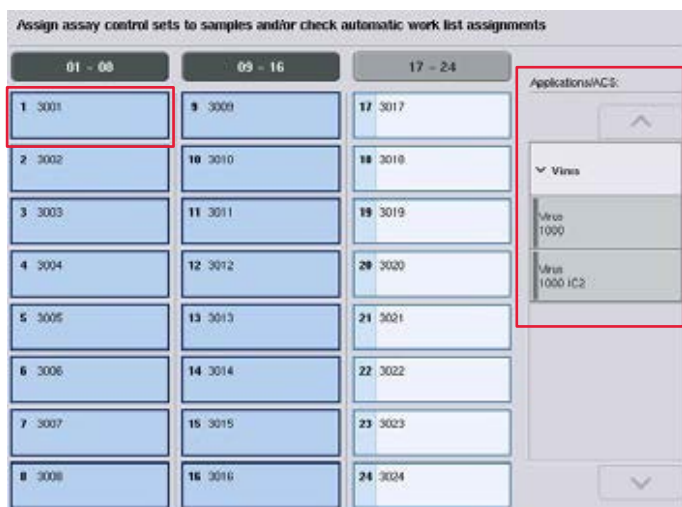 Assign assay control sets to samples and/or check automatic work list assignments
01 - 08
09 - 16
17 - 24
Applications/ACS:
1 3001
9 3009
17 3017
2 3002
10 3010
18 3018
Virus
3 3003
11 3011
19 3019
Virus
1000
4 3004
12 3012
20 3020
Virus
1000 IC2
5 3005
13 3013
21 3021
6 3006
14 3014
22 3022
7 3007
15 3015
23 3023
8 3008
16 3016
24 3024